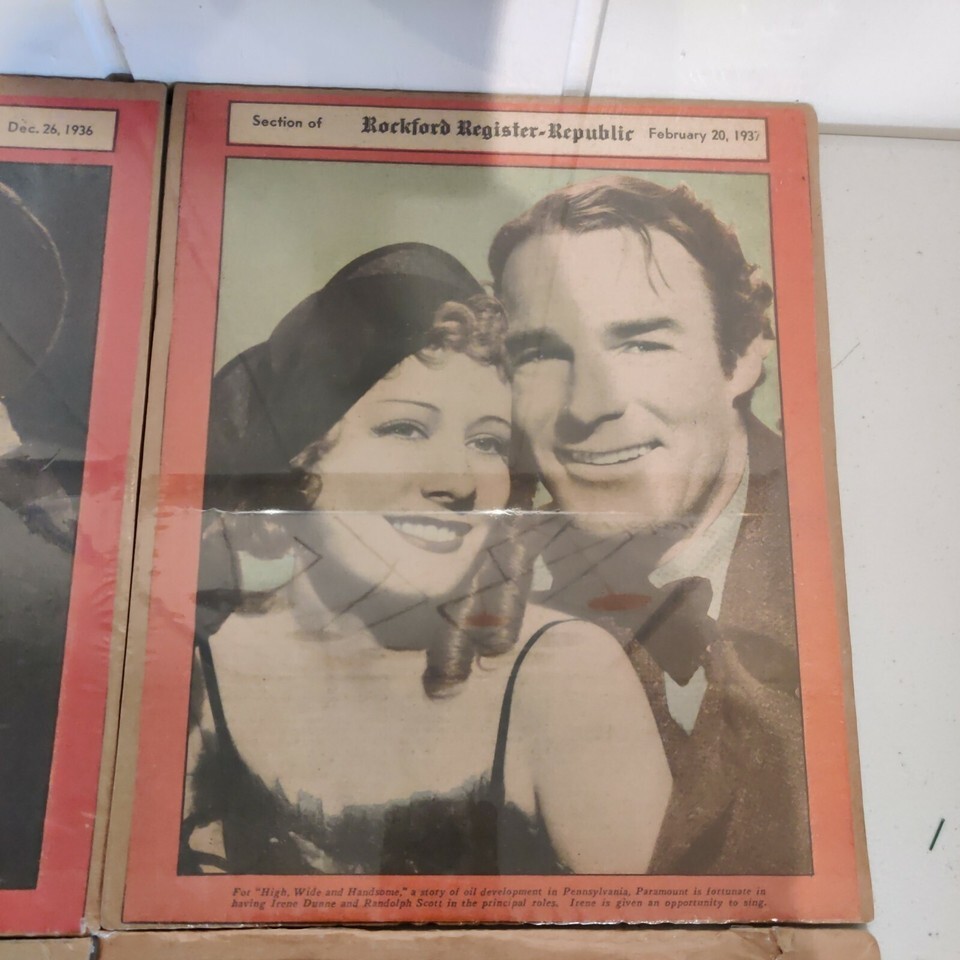 Dec. 26, 1936
Section of Rockford Register-Republic February 20, 1937
For "High, Wide and Handsome," a story of oil development in Pennsylvania, Paramount is fortunate in
having Irene Dunne and Randolph Scott in the principal roles. Irene is given an opportunity to sing.